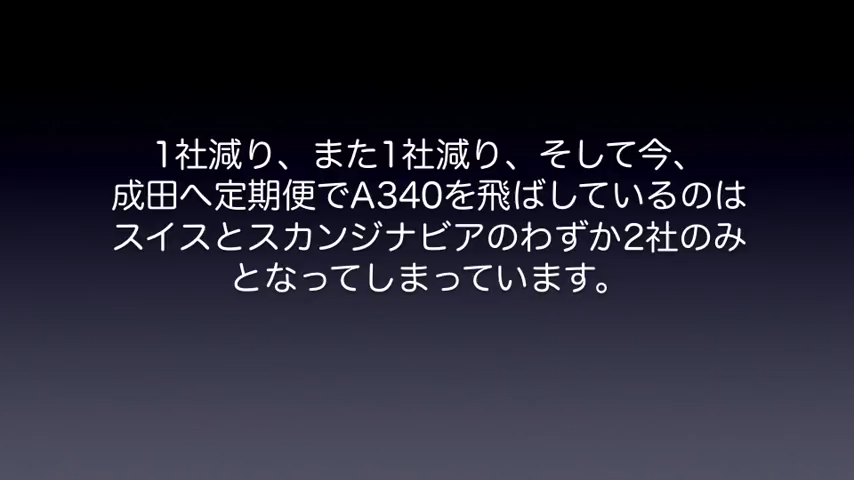 1社減り、また1社減り、そして今、
成田へ定期便でA340を飛ばしているのは
スイスとスカンジナビアのわずか2社のみ
となってしまっています。